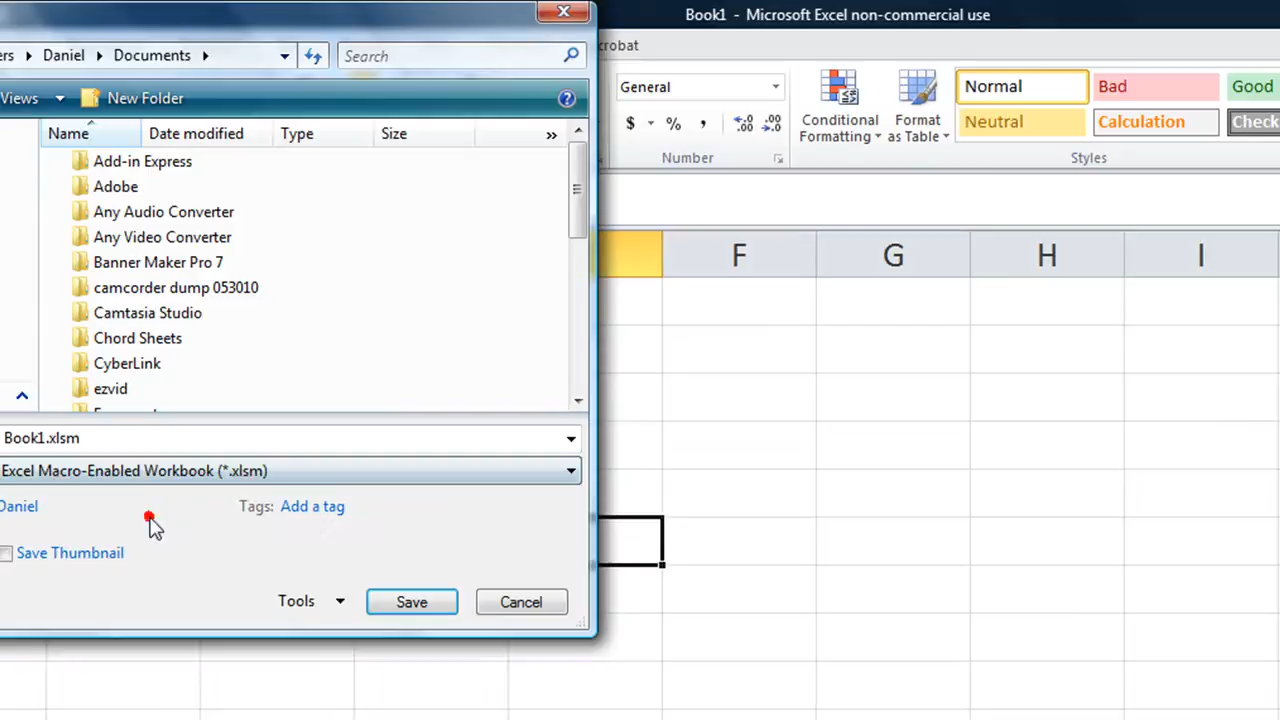 Book1 - Microsoft Excel non-commercial use
crobat
ers Daniel Documents Search
Views New Folder
Name Date modified Type Size »
Add-in Express
Adobe
Any Audio Converter
Any Video Converter
Banner Maker Pro 7
camcorder dump 053010
Camtasia Studio
Chord Sheets
CyberLink
ezvid
Book1.xlsm
Excel Macro-Enabled Workbook (*.xlsm)
Daniel Tags: Add a tag
Save Thumbnail
Tools Save Cancel
General
$ % , .00
Conditional Formatting
Format as Table
Normal Bad Good
Neutral Calculation Check
Number Styles
F G H I